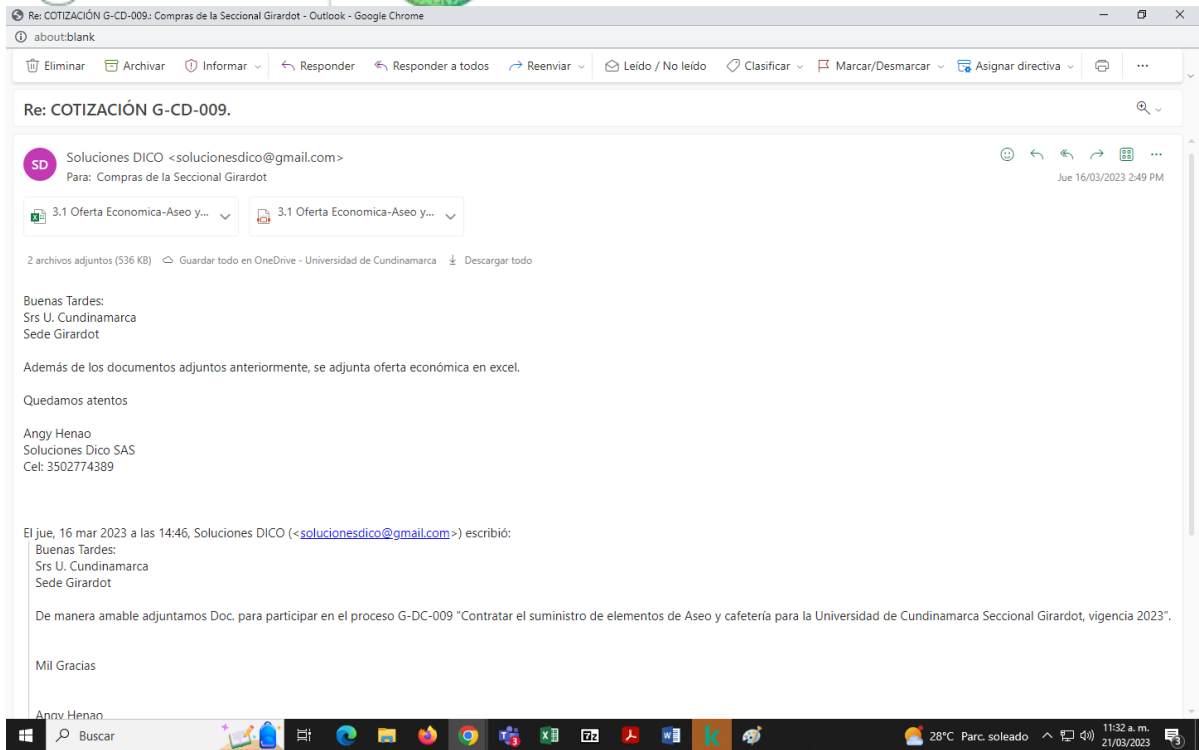 Re: COTIZACIÓN G-CD-009.: Compras de la Seccional Girardot - Outlook - Google Chrome
about:blank
Eliminar Archivar Informar Responder Responder a todos Reenviar Leído / No leído Clasificar Marcar/Desmarcar Asignar directiva
Re: COTIZACIÓN G-CD-009.
SD
Soluciones DICO <solucionesdico@gmail.com>
Para: Compras de la Seccional Girardot
Jue 16/03/2023 2:49 PM
3.1 Oferta Economica-Aseo y... 3.1 Oferta Economica-Aseo y...
2 archivos adjuntos (536 KB) Guardar todo en OneDrive - Universidad de Cundinamarca Descargar todo
Buenas Tardes:
Srs U. Cundinamarca
Sede Girardot
Además de los documentos adjuntos anteriormente, se adjunta oferta económica en excel.
Quedamos atentos
Angy Henao
Soluciones Dico SAS
Cel: 3502774389
El jue, 16 mar 2023 a las 14:46, Soluciones DICO (<solucionesdico@gmail.com>) escribió:
Buenas Tardes:
Srs U. Cundinamarca
Sede Girardot
De manera amable adjuntamos Doc. para participar en el proceso G-DC-009 "Contratar el suministro de elementos de Aseo y cafetería para la Universidad de Cundinamarca Seccional Girardot, vigencia 2023".
Mil Gracias
Angy Henao
Buscar
28°C Parc. soleado
11:32 a. m.
21/03/2023
3